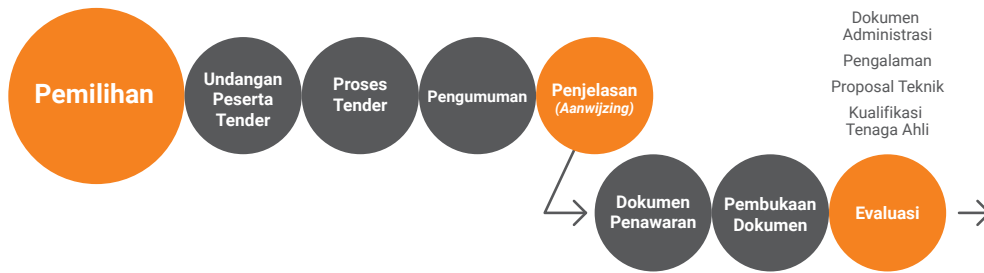 Pemilihan
Undangan
Peserta
Tender
Proses
Tender
Pengumuman
Penjelasan
(Aanwijzing)
Dokumen
Administrasi
Pengalaman
Proposal Teknik
Kualifikasi
Tenaga Ahli
Dokumen
Penawaran
Pembukaan
Dokumen
Evaluasi